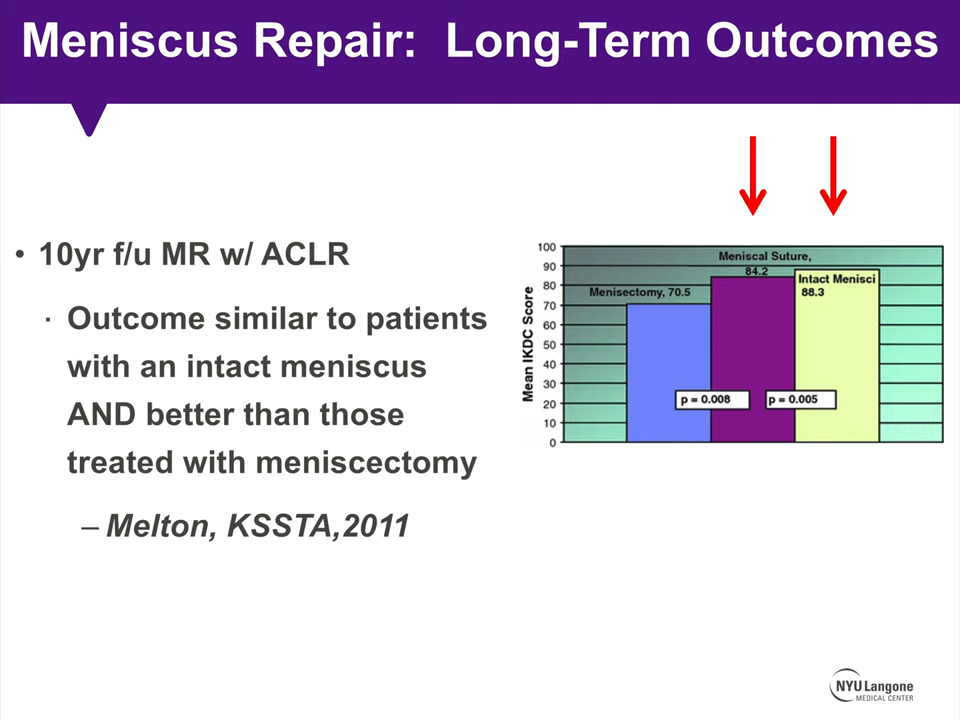 Meniscus Repair: Long-Term Outcomes
• 10yr f/u MR w/ ACLR
· Outcome similar to patients
with an intact meniscus
AND better than those
treated with meniscectomy
– Melton, KSSTA,2011
Mean IKDC Score
100
90
80
70
60
50
40
30
20
10
0
Menisectomy, 70.5
Meniscal Suture,
84.2
Intact Menisci
88.3
p = 0.008
p = 0.005
NYU Langone
MEDICAL CENTER